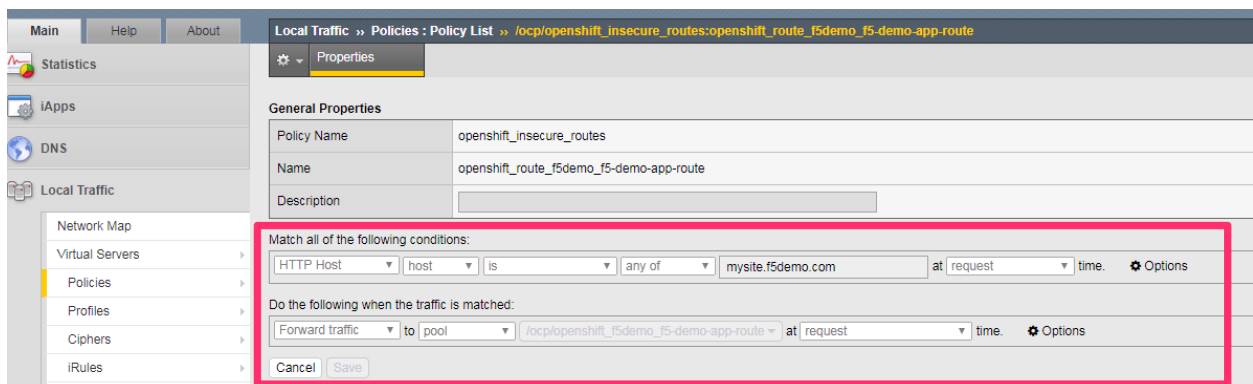 Main Help About
Local Traffic ›› Policies : Policy List ›› /ocp/openshift_insecure_routes:openshift_route_f5demo_f5-demo-app-route
Statistics
Properties
iApps
General Properties
Policy Name openshift_insecure_routes
DNS
Name openshift_route_f5demo_f5-demo-app-route
Local Traffic
Description
Network Map
Match all of the following conditions:
Virtual Servers
HTTP Host host is any of mysite.f5demo.com at request time. Options
Policies
Do the following when the traffic is matched:
Profiles
Forward traffic to pool /ocp/openshift_f5demo_f5-demo-app-route at request time. Options
Ciphers
iRules
Cancel Save